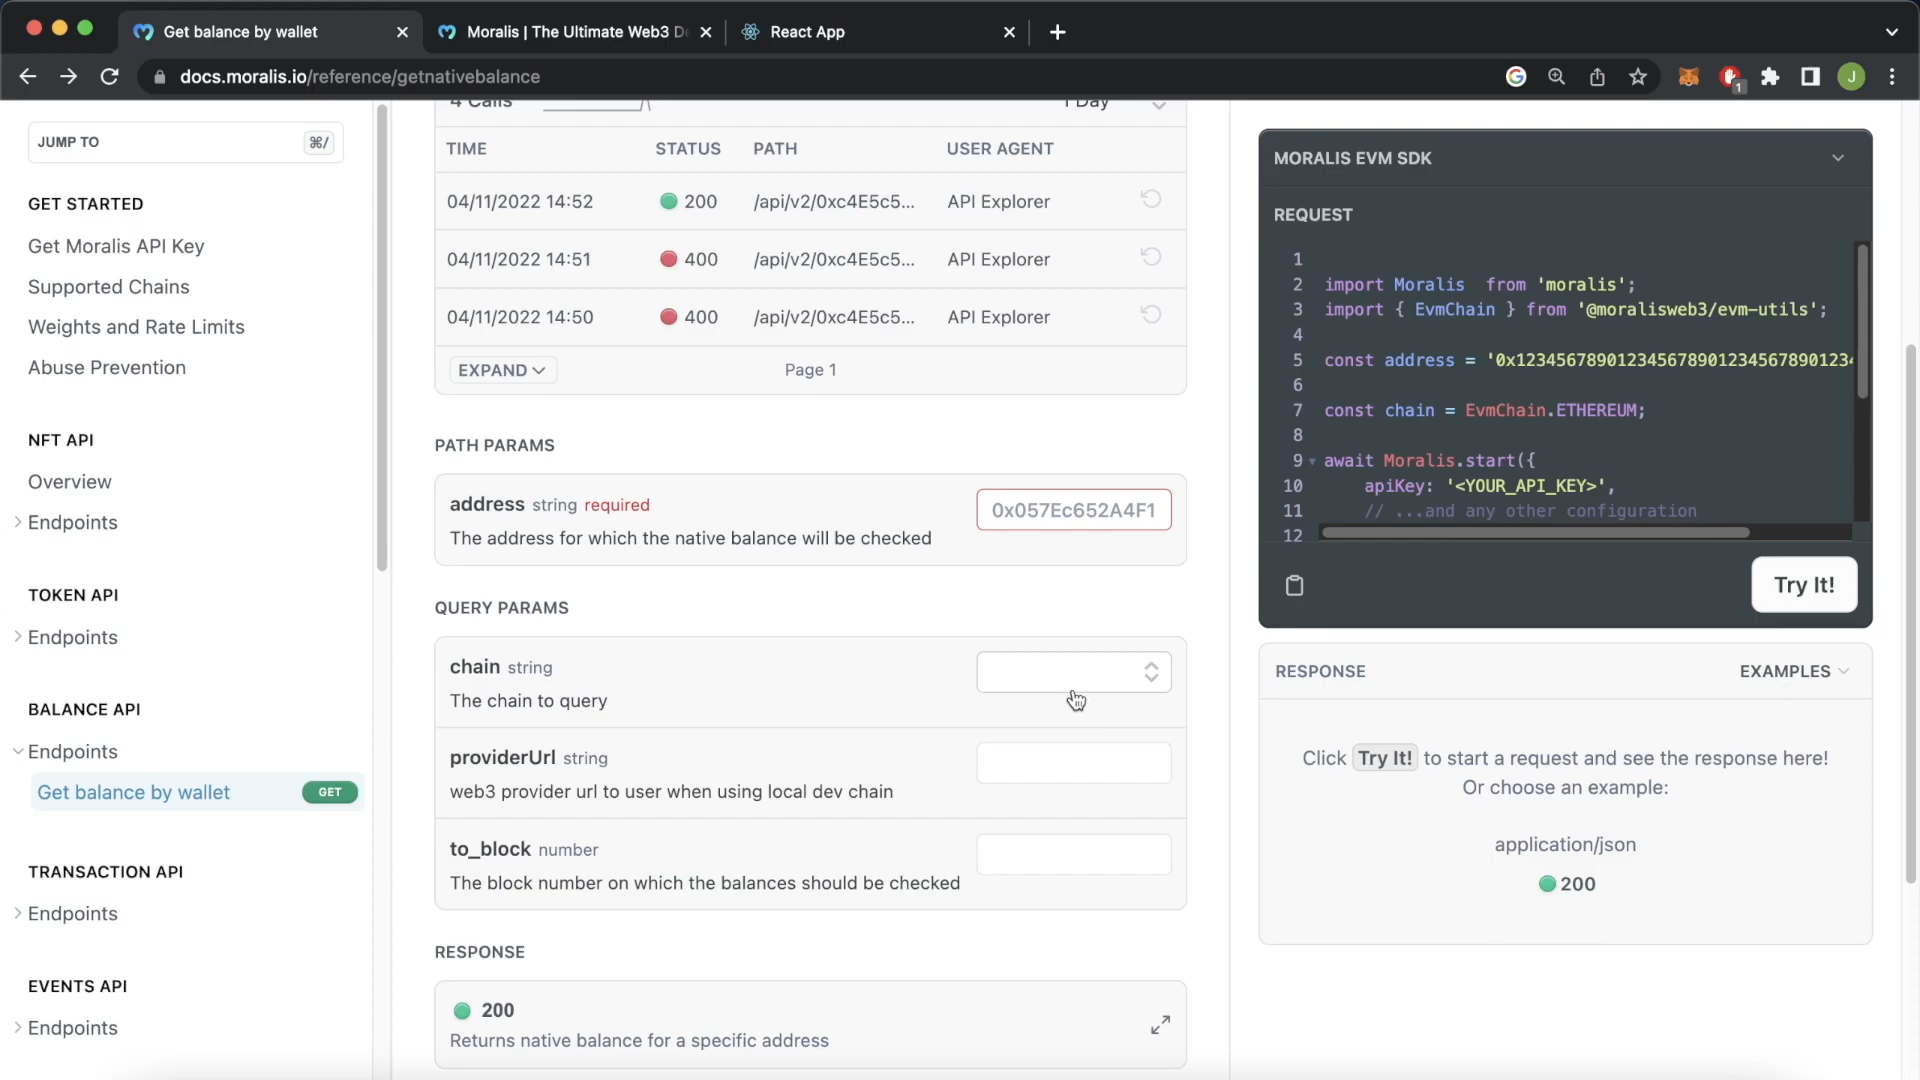 Get balance by wallet
Moralis | The Ultimate Web3 De
React App
docs.moralis.io/reference/getnativebalance
1
J
JUMP TO
⌘/
GET STARTED
Get Moralis API Key
Supported Chains
Weights and Rate Limits
Abuse Prevention
NFT API
Overview
Endpoints
TOKEN API
Endpoints
BALANCE API
Endpoints
Get balance by wallet GET
TRANSACTION API
Endpoints
EVENTS API
Endpoints
4 Calls 1 Day
TIME STATUS PATH USER AGENT
04/11/2022 14:52 200 /api/v2/0xc4E5c5... API Explorer
04/11/2022 14:51 400 /api/v2/0xc4E5c5... API Explorer
04/11/2022 14:50 400 /api/v2/0xc4E5c5... API Explorer
EXPAND Page 1
PATH PARAMS
address string required 0x057Ec652A4F1
The address for which the native balance will be checked
QUERY PARAMS
chain string
The chain to query
providerUrl string
web3 provider url to user when using local dev chain
to_block number
The block number on which the balances should be checked
RESPONSE
200
Returns native balance for a specific address
MORALIS EVM SDK
REQUEST
1
2 import Moralis from 'moralis';
3 import { EvmChain } from '@moralisweb3/evm-utils';
4
5 const address = '0x1234567890123456789012345678901234
6
7 const chain = EvmChain.ETHEREUM;
8
9 await Moralis.start({
10 apiKey: '<YOUR_API_KEY>',
11 // ...and any other configuration
12
Try It!
RESPONSE EXAMPLES
Click Try It! to start a request and see the response here!
Or choose an example:
application/json
200